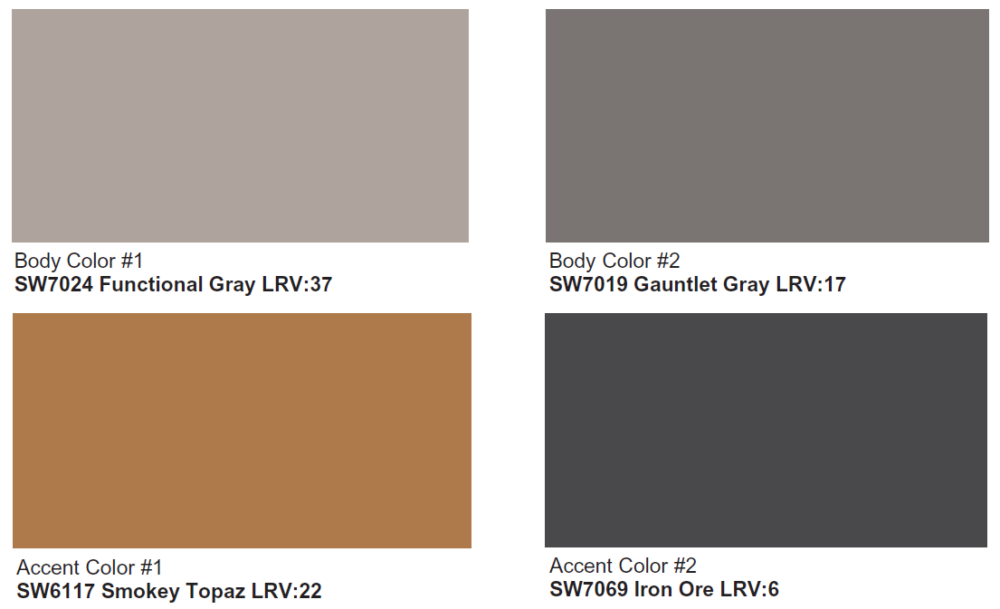 Body Color #1
SW7024 Functional Gray LRV:37
Body Color #2
SW7019 Gauntlet Gray LRV:17
Accent Color #1
SW6117 Smokey Topaz LRV:22
Accent Color #2
SW7069 Iron Ore LRV:6